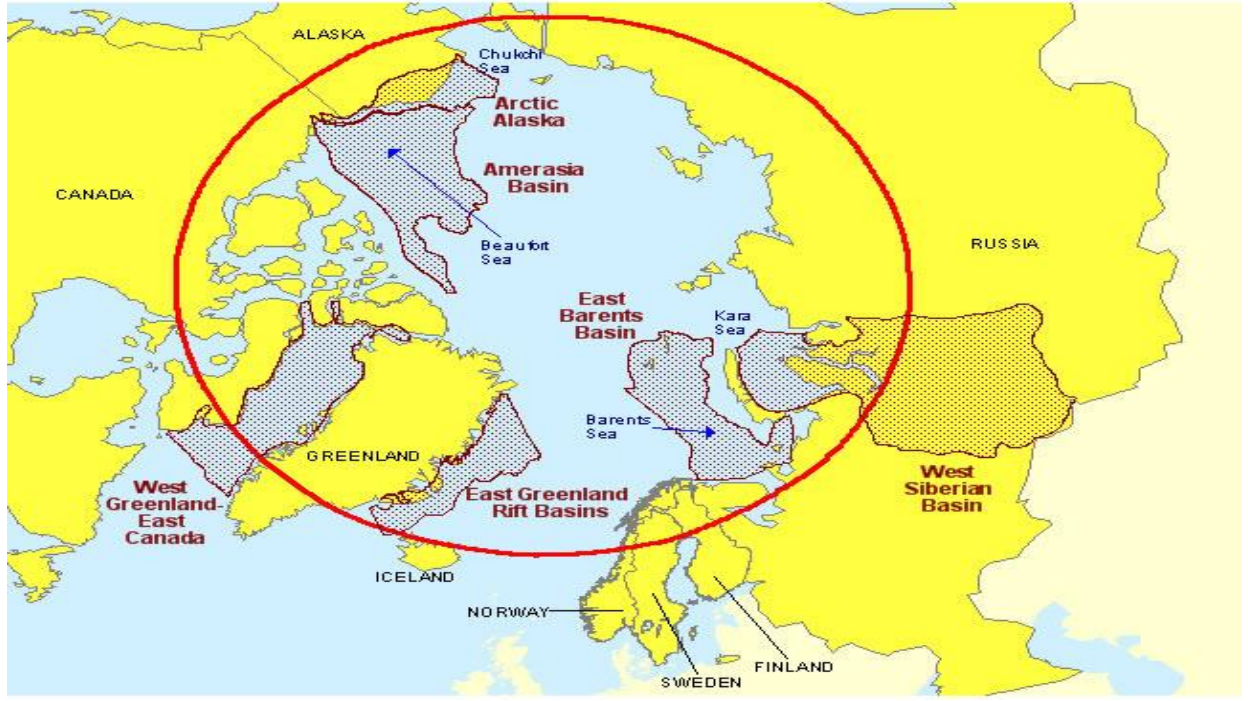 ALASKA
Chukchi
Sea
Arctic
Alaska
Amerasia
Basin
CANADA
Beaufort
Sea
RUSSIA
East
Barents
Basin
Kara
Sea
Barents
Sea
GREENLAND
West
Greenland-
East
Canada
East Greenland
Rift Basins
West
Siberian
Basin
ICELAND
NORWAY
FINLAND
SWEDEN